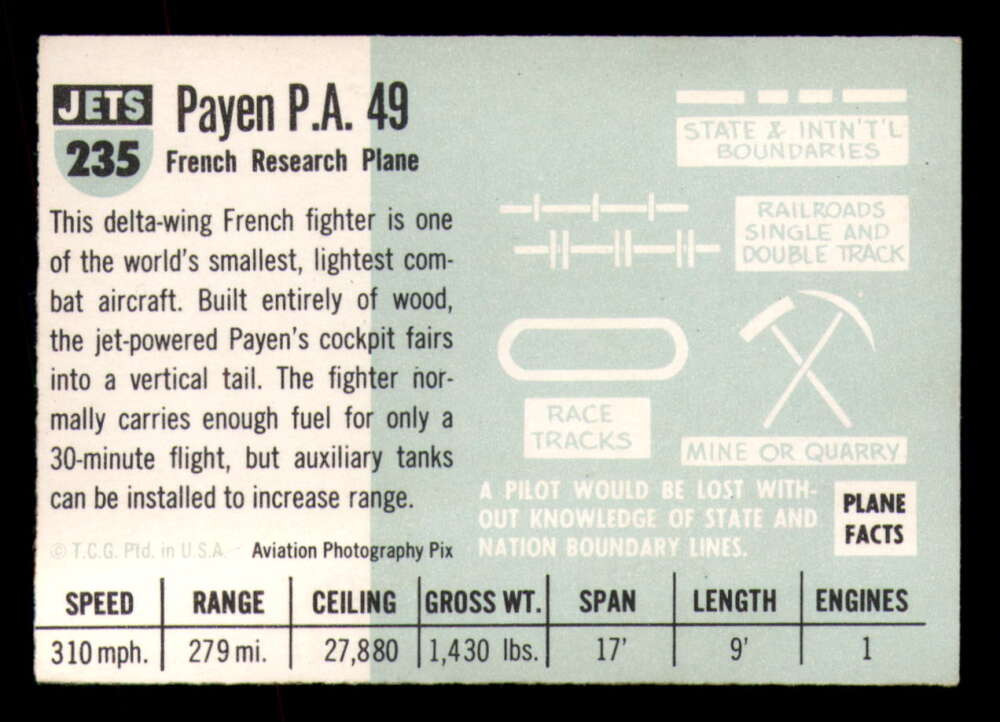 JETS
235
Payen P.A. 49
French Research Plane
This delta-wing French fighter is one
of the world's smallest, lightest com-
bat aircraft. Built entirely of wood,
the jet-powered Payen's cockpit fairs
into a vertical tail. The fighter nor-
mally carries enough fuel for only a
30-minute flight, but auxiliary tanks
can be installed to increase range.
© T.C.G. Ptd. in U.S.A. Aviation Photography Pix
STATE & INTN'T'L
BOUNDARIES
RAILROADS
SINGLE AND
DOUBLE TRACK
RACE
TRACKS
MINE OR QUARRY
A PILOT WOULD BE LOST WITH-
OUT KNOWLEDGE OF STATE AND
NATION BOUNDARY LINES.
PLANE
FACTS
SPEED RANGE CEILING GROSS WT. SPAN LENGTH ENGINES
310 mph. 279 mi. 27,880 1,430 lbs. 17' 9' 1